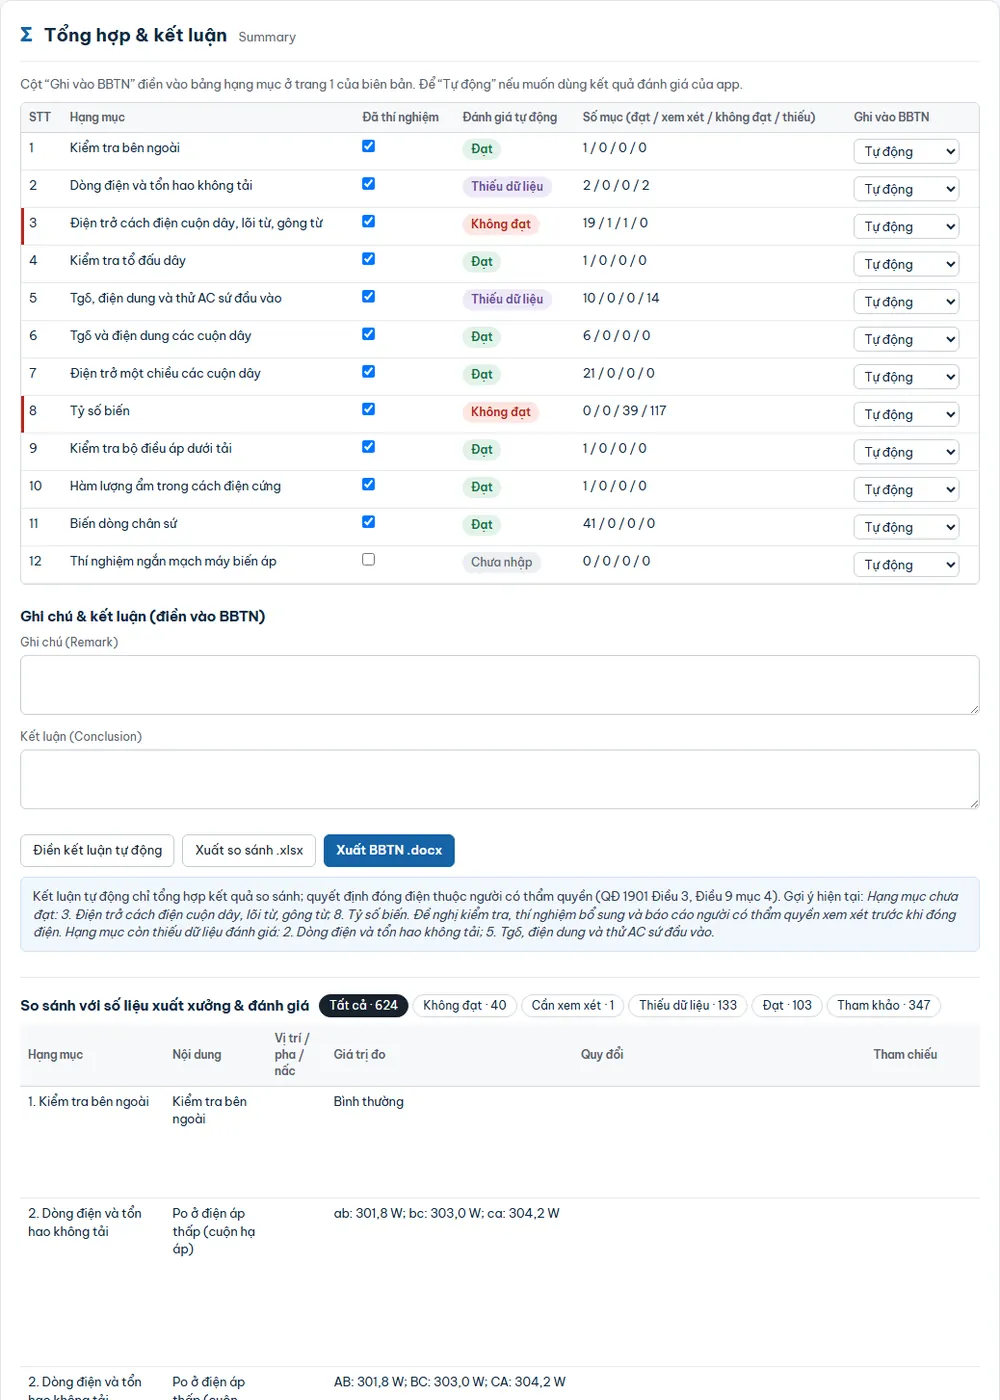 Σ Tổng hợp & kết luận Summary
Cột “Ghi vào BBTN” điền vào bảng hạng mục ở trang 1 của biên bản. Để “Tự động” nếu muốn dùng kết quả đánh giá của app.
STT Hạng mục Đã thí nghiệm Đánh giá tự động Số mục (đạt / xem xét / không đạt / thiếu) Ghi vào BBTN
1 Kiểm tra bên ngoài Đạt 1 / 0 / 0 / 0 Tự động
2 Dòng điện và tổn hao không tải Thiếu dữ liệu 2 / 0 / 0 / 2 Tự động
3 Điện trở cách điện cuộn dây, lõi từ, gông từ Không đạt 19 / 1 / 1 / 0 Tự động
4 Kiểm tra tổ đấu dây Đạt 1 / 0 / 0 / 0 Tự động
5 Tgδ, điện dung và thử AC sứ đầu vào Thiếu dữ liệu 10 / 0 / 0 / 14 Tự động
6 Tgδ và điện dung các cuộn dây Đạt 6 / 0 / 0 / 0 Tự động
7 Điện trở một chiều các cuộn dây Đạt 21 / 0 / 0 / 0 Tự động
8 Tỷ số biến Không đạt 0 / 0 / 39 / 117 Tự động
9 Kiểm tra bộ điều áp dưới tải Đạt 1 / 0 / 0 / 0 Tự động
10 Hàm lượng ẩm trong cách điện cứng Đạt 1 / 0 / 0 / 0 Tự động
11 Biến dòng chân sứ Đạt 41 / 0 / 0 / 0 Tự động
12 Thí nghiệm ngắn mạch máy biến áp Chưa nhập 0 / 0 / 0 / 0 Tự động
Ghi chú & kết luận (điền vào BBTN)
Ghi chú (Remark)
Kết luận (Conclusion)
Điền kết luận tự động Xuất so sánh .xlsx Xuất BBTN .docx
Kết luận tự động chỉ tổng hợp kết quả so sánh; quyết định đóng điện thuộc người có thẩm quyền (QĐ 1901 Điều 3, Điều 9 mục 4). Gợi ý hiện tại: Hạng mục chưa
đạt: 3. Điện trở cách điện cuộn dây, lõi từ, gông từ; 8. Tỷ số biến. Đề nghị kiểm tra, thí nghiệm bổ sung và báo cáo người có thẩm quyền xem xét trước khi đóng
điện. Hạng mục còn thiếu dữ liệu đánh giá: 2. Dòng điện và tổn hao không tải; 5. Tgδ, điện dung và thử AC sứ đầu vào.
So sánh với số liệu xuất xưởng & đánh giá Tất cả · 624 Không đạt · 40 Cần xem xét · 1 Thiếu dữ liệu · 133 Đạt · 103 Tham khảo · 347
Hạng mục Nội dung Vị trí / Giá trị đo Quy đổi Tham chiếu
pha /
nấc
1. Kiểm tra bên ngoài Kiểm tra bên Bình thường
ngoài
2. Dòng điện và tổn Po ở điện áp ab: 301,8 W; bc: 303,0 W; ca: 304,2 W
hao không tải thấp (cuộn hạ
áp)
2. Dòng điện và tổn Po ở điện áp AB: 301,8 W; BC: 303,0 W; CA: 304,2 W
hao không tải thấp (cuộn